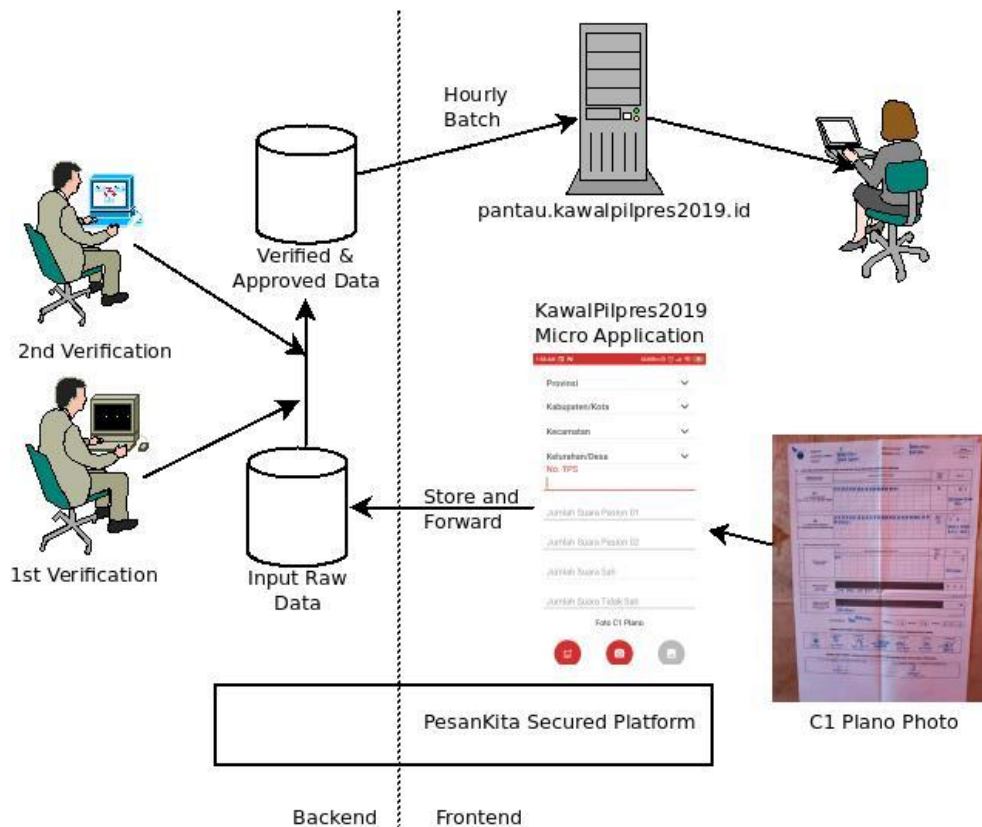 Hourly
Batch
pantau.kawalpilpres2019.id
Verified &
Approved Data
2nd Verification
KawalPilpres2019
Micro Application
Provinsi
Kabupaten/Kota
Kecamatan
Kelurahan/Desa
No. TPS
Store and
Forward
Jumlah Suara Paslon 01
Jumlah Suara Paslon 02
Jumlah Suara Sah
Jumlah Suara Tidak Sah
Foto C1 Plano
1st Verification
Input Raw
Data
PesanKita Secured Platform
C1 Plano Photo
Backend
Frontend